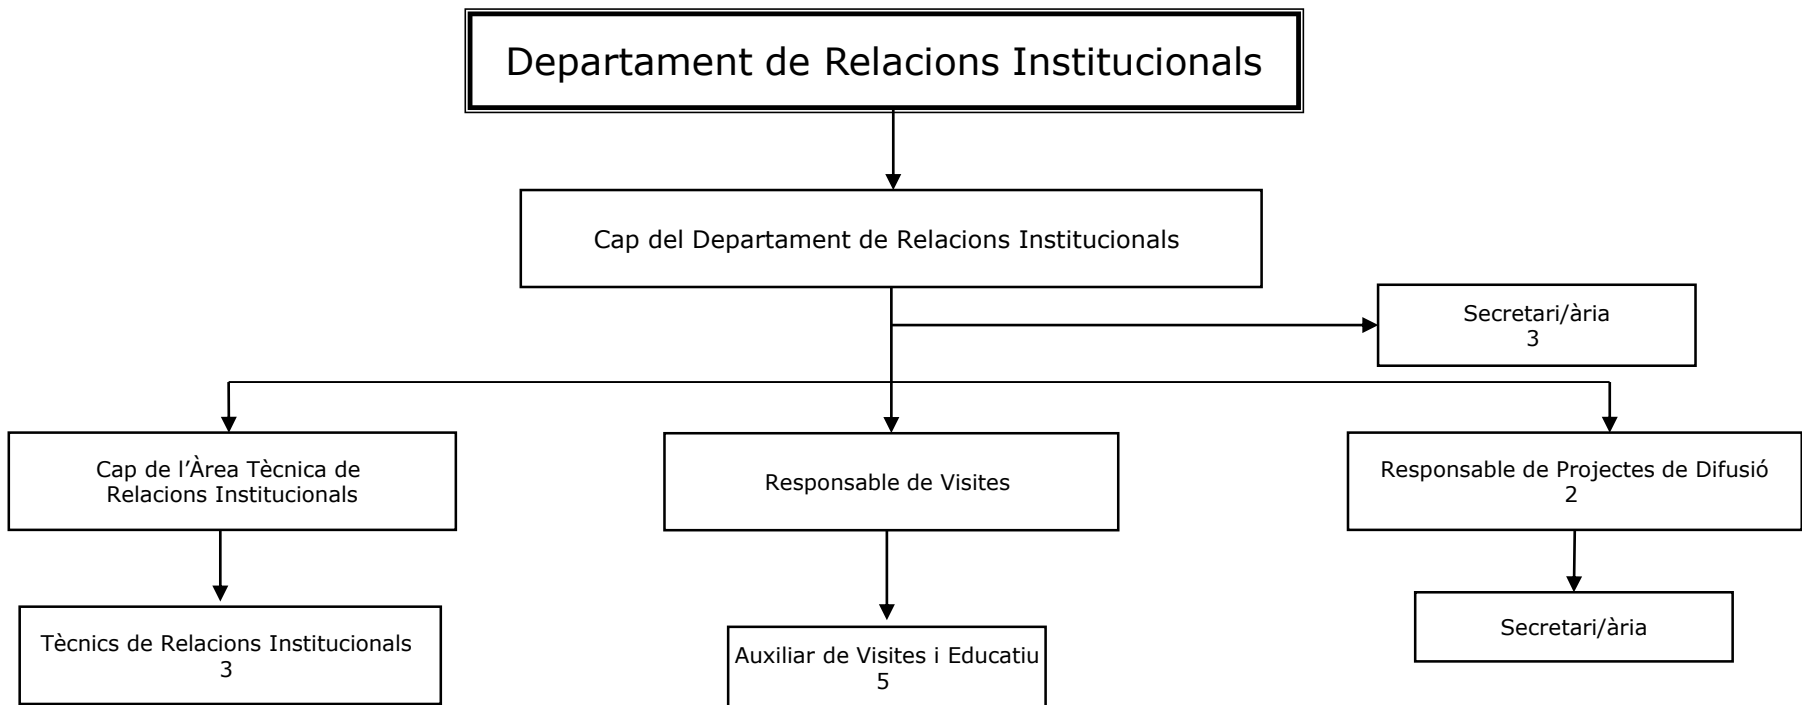 Departament de Relacions Institucionals
Cap del Departament de Relacions Institucionals
Secretari/ària
3
Cap de l’Àrea Tècnica de
Relacions Institucionals
Responsable de Visites
Responsable de Projectes de Difusió
2
Tècnics de Relacions Institucionals
3
Auxiliar de Visites i Educatiu
5
Secretari/ària